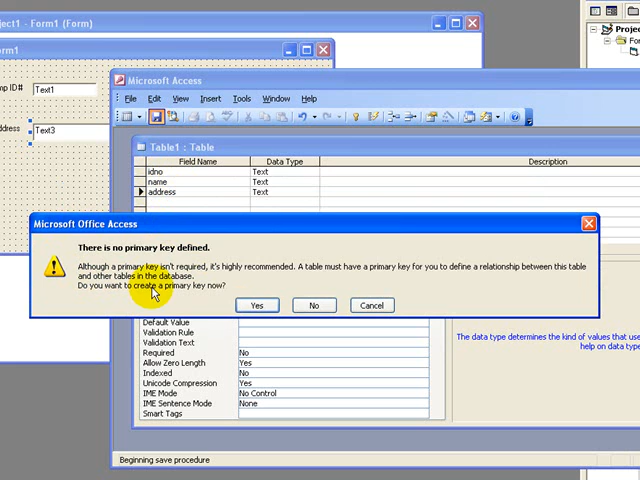 ject1 - Form1 (Form)
orm1
mp ID#
Text1
ddress
Text3
Projec
Fo
Microsoft Access
File Edit View Insert Tools Window Help
Table1 : Table
Field Name Data Type Description
idno Text
name Text
address Text
Microsoft Office Access
There is no primary key defined.
Although a primary key isn't required, it's highly recommended. A table must have a primary key for you to define a relationship between this table
and other tables in the database.
Do you want to create a primary key now?
Yes No Cancel
Default Value
Validation Rule
Validation Text
Required No
Allow Zero Length Yes
Indexed No
Unicode Compression Yes
IME Mode No Control
IME Sentence Mode None
Smart Tags
The data type determines the kind of values that use
help on data type
Beginning save procedure